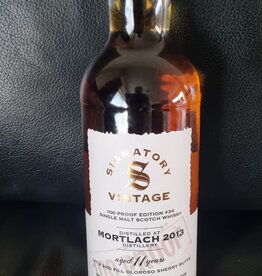 SIGNATORY
S
VINTAGE
100 PROOF EDITION #34
SINGLE MALT SCOTCH WHISKY
DISTILLED AT
MORTLACH 2013
DISTILLERY
aged 11 years
FILL OLOROSO SHERRY BUTTS